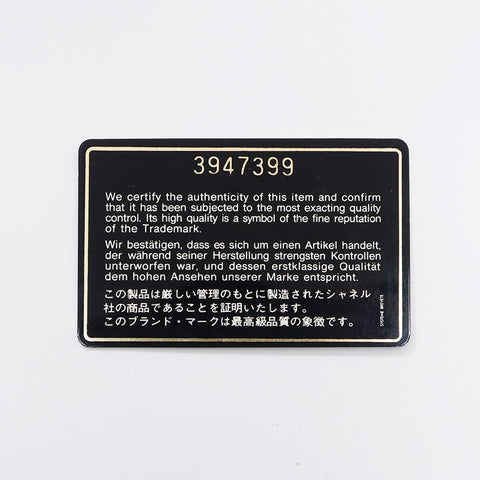 3947399
We certify the authenticity of this item and confirm
that it has been subjected to the most exacting quality
control. Its high quality is a symbol of the fine reputation
of the Trademark.
Wir bestätigen, dass es sich um einen Artikel handelt,
der während seiner Herstellung strengsten Kontrollen
unterworfen war, und dessen erstklassige Qualität
dem hohen Ansehen unserer Marke entspricht.
この製品は厳しい管理のもとに製造されたシャネル
社の商品であることを証明いたします。
このブランド・マークは最高級品質の象徴です。